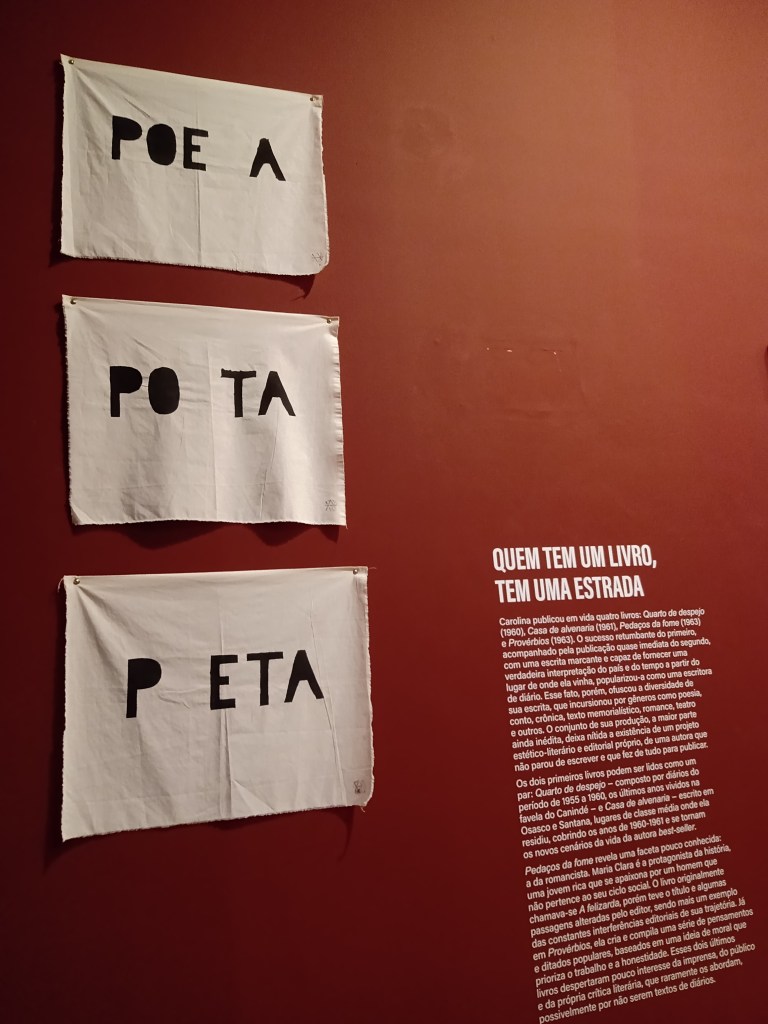 POE A
PO TA
P ETA
QUEM TEM UM LIVRO,
TEM UMA ESTRADA
Carolina publicou em vida quatro livros: Quarto de despejo
(1960), Casa de alvenaria (1961), Pedaços da fome (1963)
e Provérbios (1963). O sucesso retumbante do primeiro,
acompanhado pela publicação quase imediata do segundo,
com uma escrita marcante e capaz de fornecer uma
verdadeira interpretação do país e do tempo a partir do
lugar de onde ela vinha, popularizou-a como uma escritora
de diário. Esse fato, porém, ofuscou a diversidade de
sua escrita, que incursionou por gêneros como poesia,
conto, crônica, texto memorialístico, romance, teatro
e outros. O conjunto de sua produção, a maior parte
ainda inédita, deixa nítida a existência de um projeto
estético-literário e editorial próprio, de uma autora que
não parou de escrever e que fez de tudo para publicar.
Os dois primeiros livros podem ser lidos como um
par: Quarto de despejo – composto por diários do
período de 1955 a 1960, os últimos anos vividos na
favela do Canindé – e Casa de alvenaria – escrito em
Osasco e Santana, lugares de classe média onde ela
residiu, cobrindo os anos de 1960-1961 e se tornam
os novos cenários da vida da autora best-seller.
Pedaços da fome revela uma faceta pouco conhecida:
a da romancista. Maria Clara é a protagonista da história,
uma jovem rica que se apaixona por um homem que
não pertence ao seu ciclo social. O livro originalmente
chamava-se A felizarda, porém teve o título e algumas
passagens alteradas pelo editor, sendo mais um exemplo
das constantes interferências editoriais de sua trajetória. Já
em Provérbios, ela cria e compila uma série de pensamentos
e ditados populares, baseados em uma ideia de moral que
prioriza o trabalho e a honestidade. Esses dois últimos
livros despertaram pouco interesse da imprensa, do público
e da própria crítica literária, que raramente os abordam,
possivelmente por não serem textos de diários.